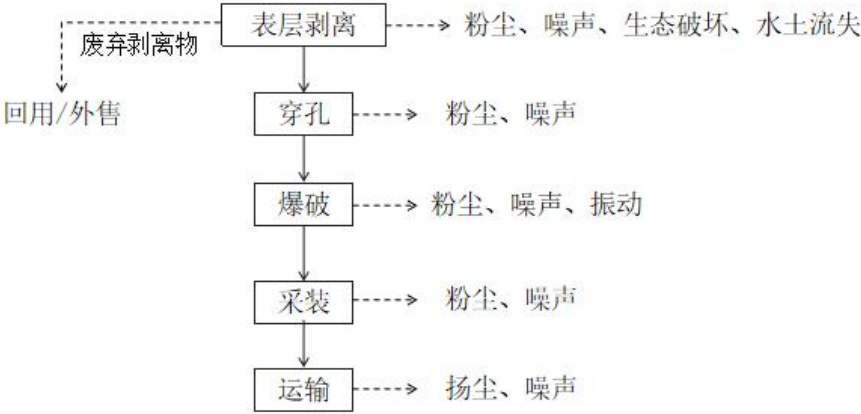 表层剥离
粉尘、噪声、生态破坏、水土流失
废弃剥离物
回用/外售
穿孔
粉尘、噪声
爆破
粉尘、噪声、振动
采装
粉尘、噪声
运输
扬尘、噪声